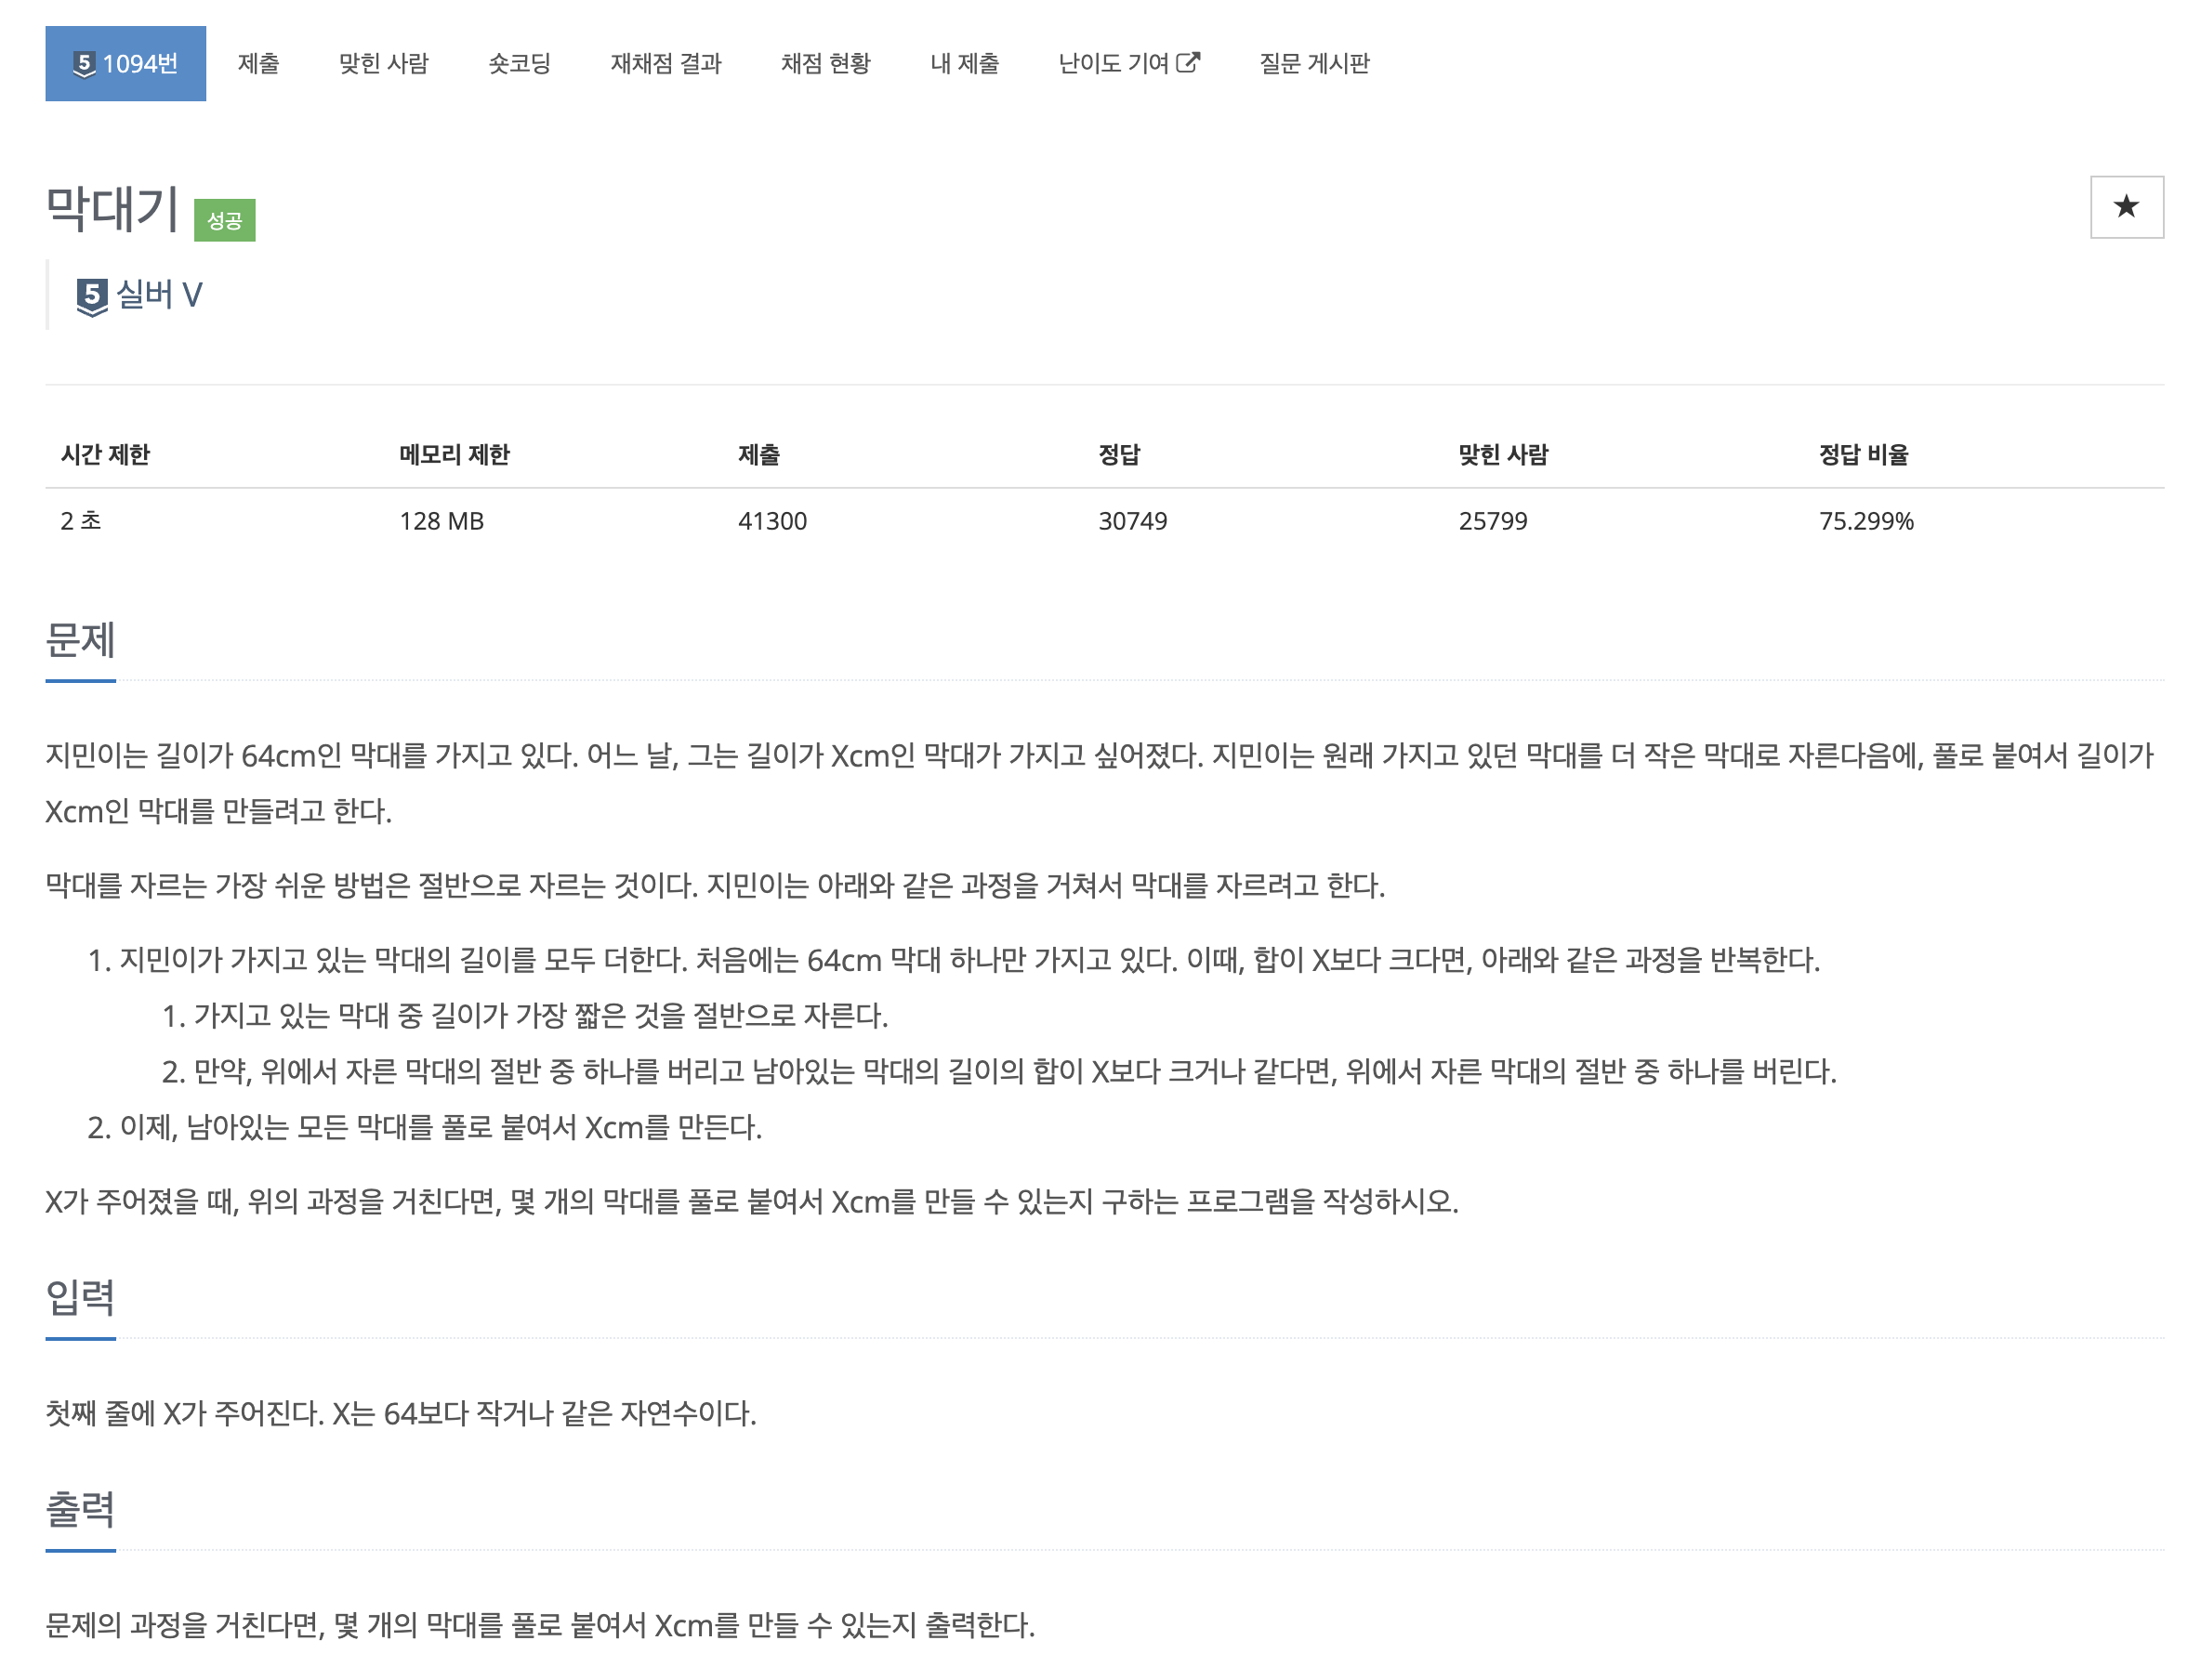 5 1094번 제출 맞힌 사람 숏코딩 재채점 결과 채점 현황 내 제출 난이도 기여 질문 게시판
막대기 성공
5 실버 V
시간 제한 메모리 제한 제출 정답 맞힌 사람 정답 비율
2 초 128 MB 41300 30749 25799 75.299%
문제
지민이는 길이가 64cm인 막대를 가지고 있다. 어느 날, 그는 길이가 Xcm인 막대가 가지고 싶어졌다. 지민이는 원래 가지고 있던 막대를 더 작은 막대로 자른다음에, 풀로 붙여서 길이가
Xcm인 막대를 만들려고 한다.
막대를 자르는 가장 쉬운 방법은 절반으로 자르는 것이다. 지민이는 아래와 같은 과정을 거쳐서 막대를 자르려고 한다.
1. 지민이가 가지고 있는 막대의 길이를 모두 더한다. 처음에는 64cm 막대 하나만 가지고 있다. 이때, 합이 X보다 크다면, 아래와 같은 과정을 반복한다.
1. 가지고 있는 막대 중 길이가 가장 짧은 것을 절반으로 자른다.
2. 만약, 위에서 자른 막대의 절반 중 하나를 버리고 남아있는 막대의 길이의 합이 X보다 크거나 같다면, 위에서 자른 막대의 절반 중 하나를 버린다.
2. 이제, 남아있는 모든 막대를 풀로 붙여서 Xcm를 만든다.
X가 주어졌을 때, 위의 과정을 거친다면, 몇 개의 막대를 풀로 붙여서 Xcm를 만들 수 있는지 구하는 프로그램을 작성하시오.
입력
첫째 줄에 X가 주어진다. X는 64보다 작거나 같은 자연수이다.
출력
문제의 과정을 거친다면, 몇 개의 막대를 풀로 붙여서 Xcm를 만들 수 있는지 출력한다.